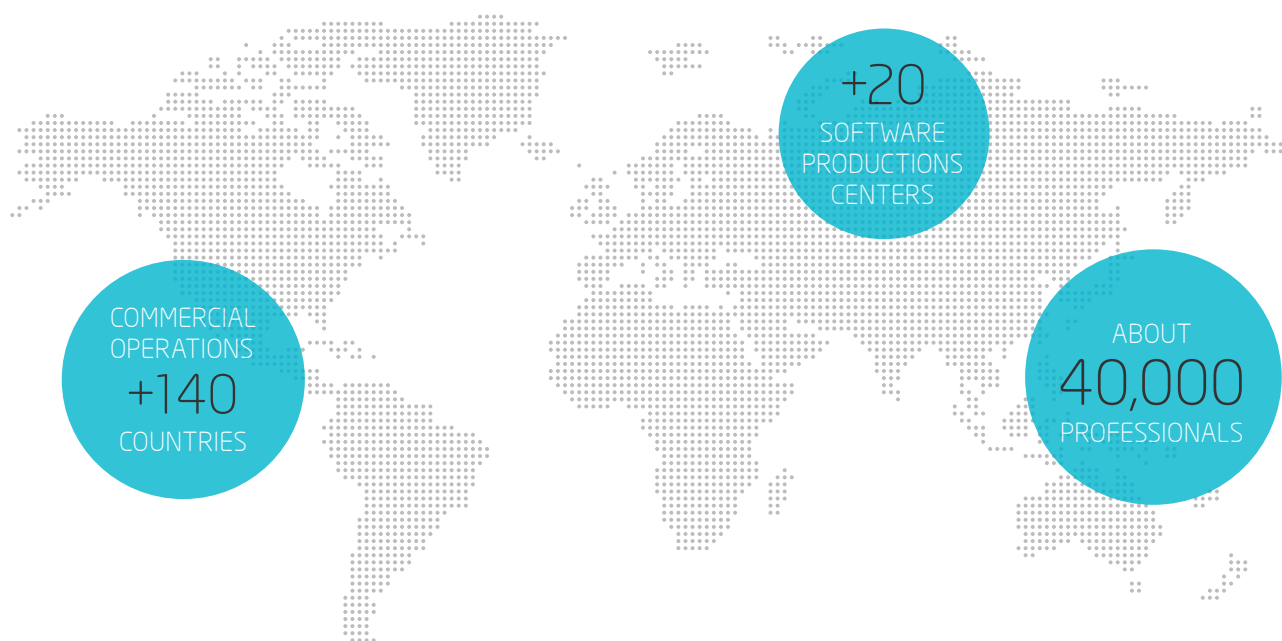 +20
SOFTWARE
PRODUCTIONS
CENTERS
COMMERCIAL
OPERATIONS
+140
COUNTRIES
ABOUT
40,000
PROFESSIONALS